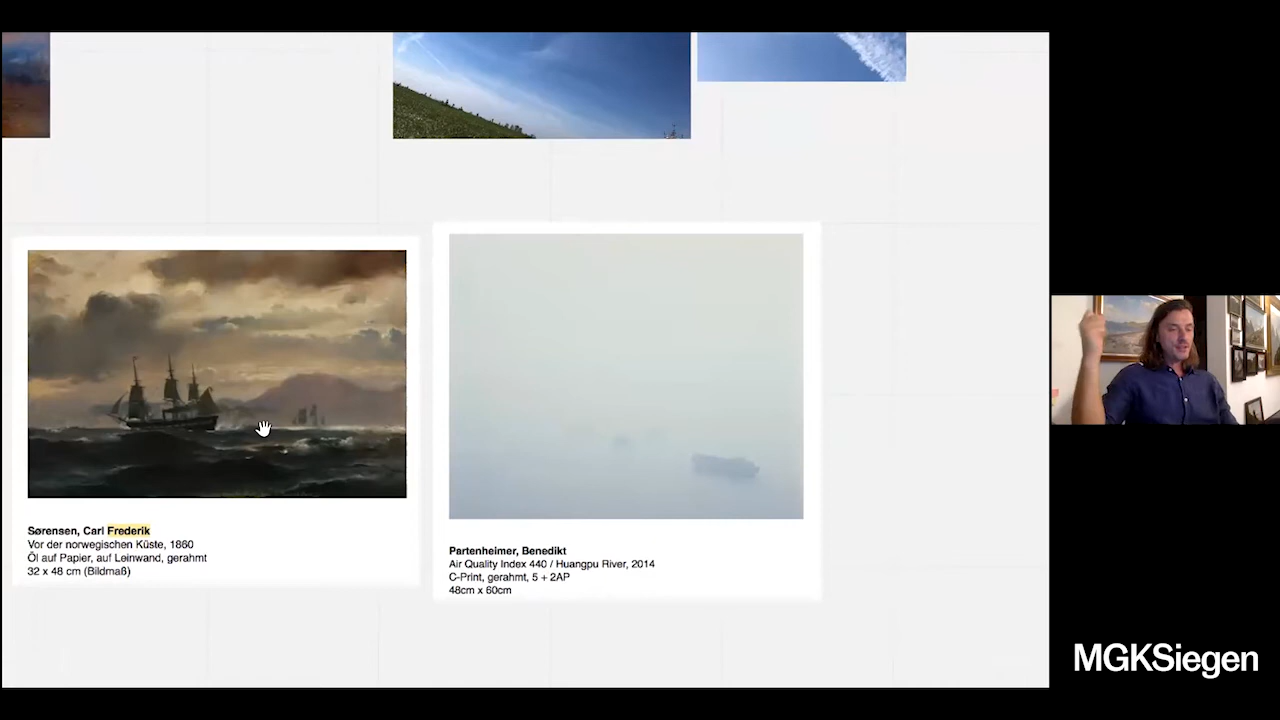 Sørensen, Carl Frederik
Vor der norwegischen Küste, 1860
Öl auf Papier, auf Leinwand, gerahmt
32 x 48 cm (Bildmaß)
Partenheimer, Benedikt
Air Quality Index 440 / Huangpu River, 2014
C-Print, gerahmt, 5 + 2AP
48cm x 60cm
MGKSiegen